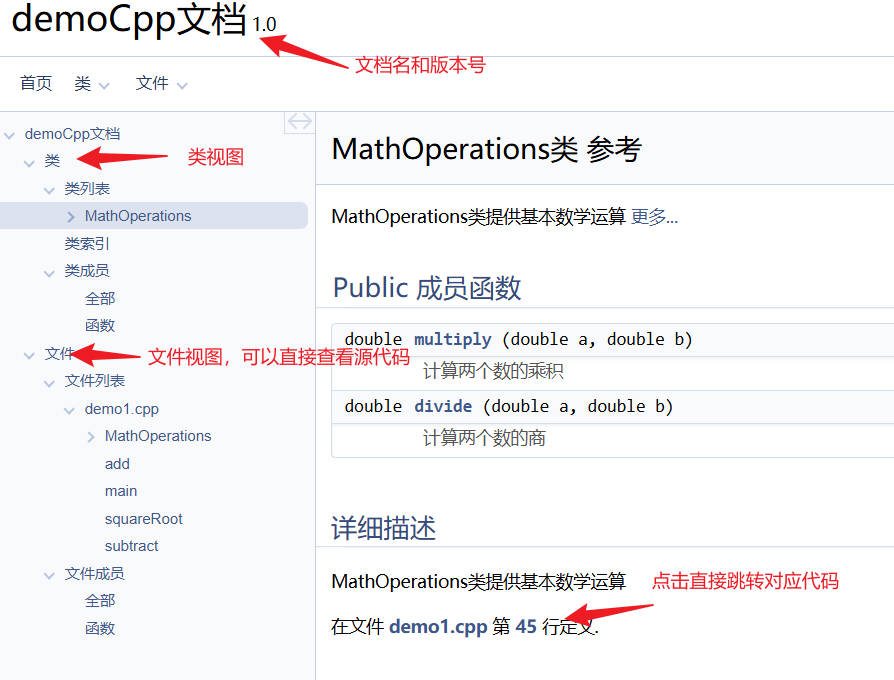 demoCpp文档 1.0
文档名和版本号
首页 类 文件
demoCpp文档
类
类视图
类列表
MathOperations
类索引
类成员
全部
函数
文件
文件视图，可以直接查看源代码
文件列表
demo1.cpp
MathOperations
add
main
squareRoot
subtract
文件成员
全部
函数
MathOperations类 参考
MathOperations类提供基本数学运算 更多...
Public 成员函数
double multiply (double a, double b)
计算两个数的乘积
double divide (double a, double b)
计算两个数的商
详细描述
MathOperations类提供基本数学运算
点击直接跳转对应代码
在文件 demo1.cpp 第 45 行定义.